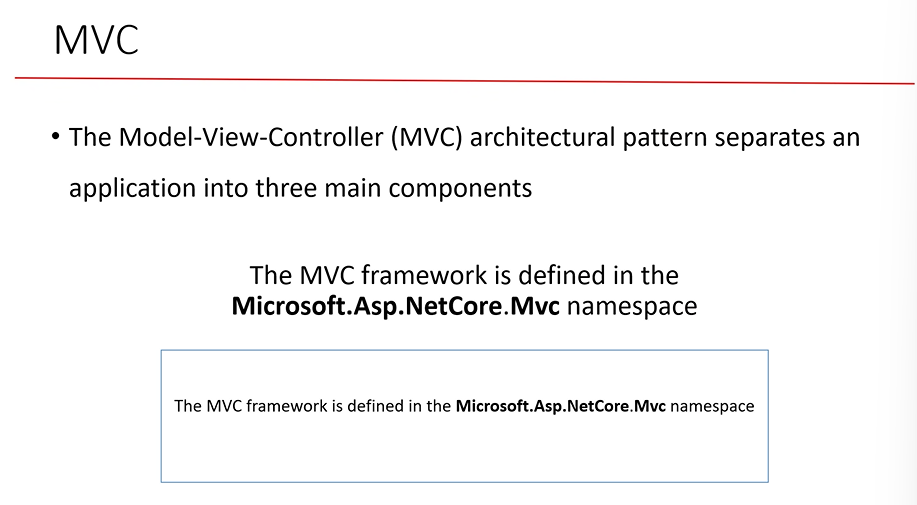 MVC
• The Model-View-Controller (MVC) architectural pattern separates an
application into three main components
The MVC framework is defined in the
Microsoft.Asp.NetCore.Mvc namespace
The MVC framework is defined in the Microsoft.Asp.NetCore.Mvc namespace